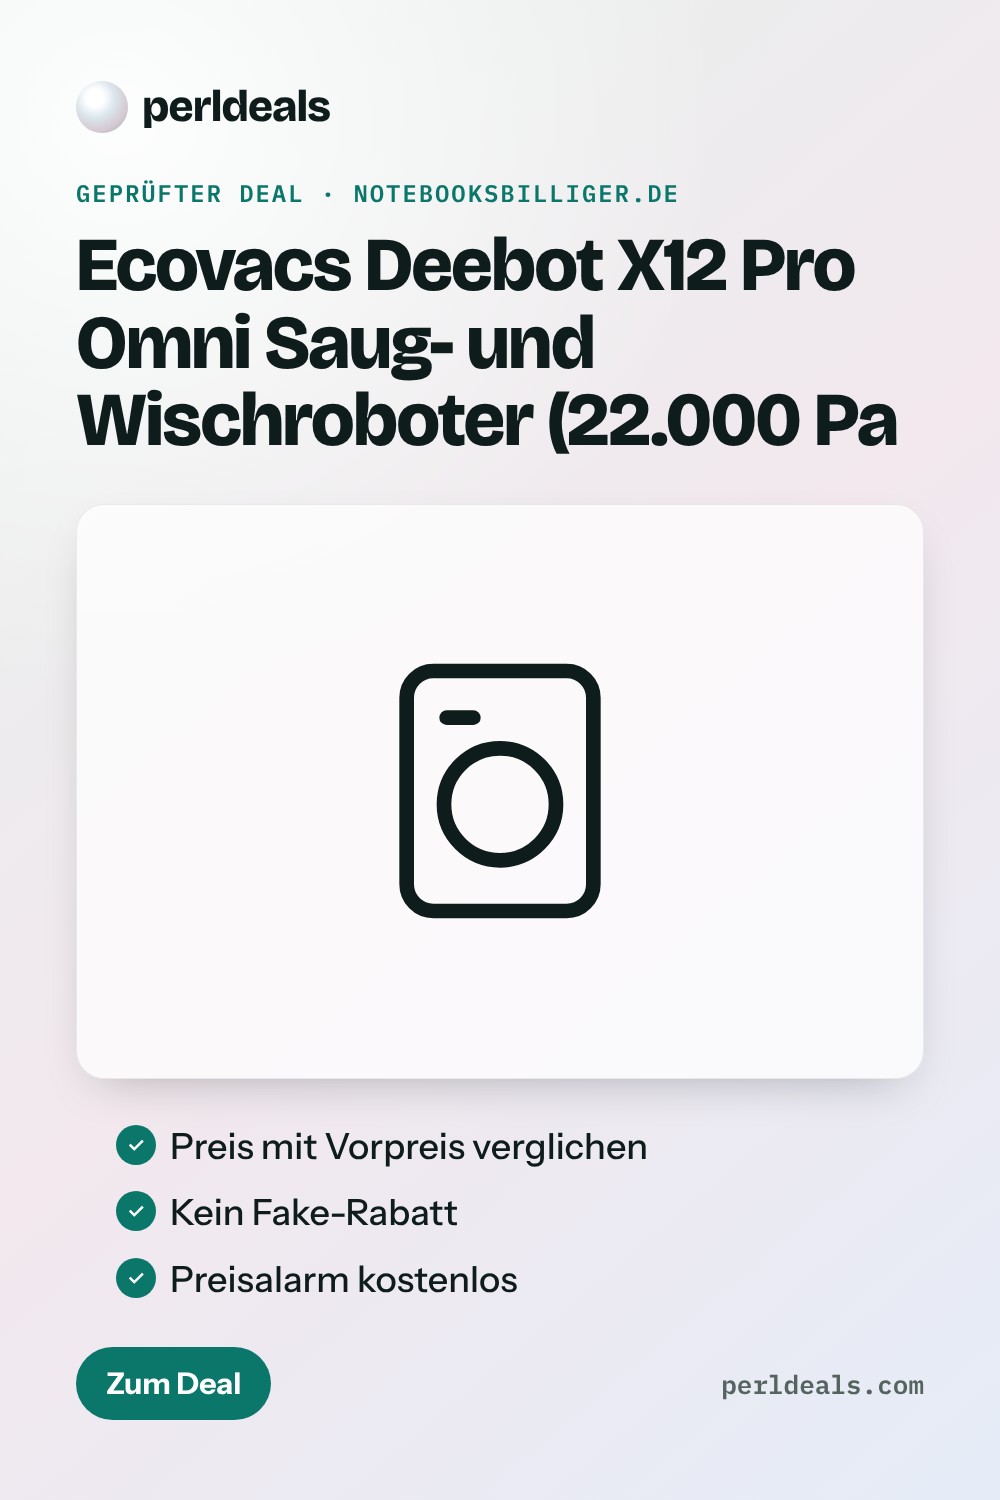 perldeals
GEPRÜFTER DEAL · NOTEBOOKSBILLIGER.DE
Ecovacs Deebot X12 Pro
Omni Saug- und
Wischroboter (22.000 Pa
Preis mit Vorpreis verglichen
Kein Fake-Rabatt
Preisalarm kostenlos
Zum Deal
perldeals.com